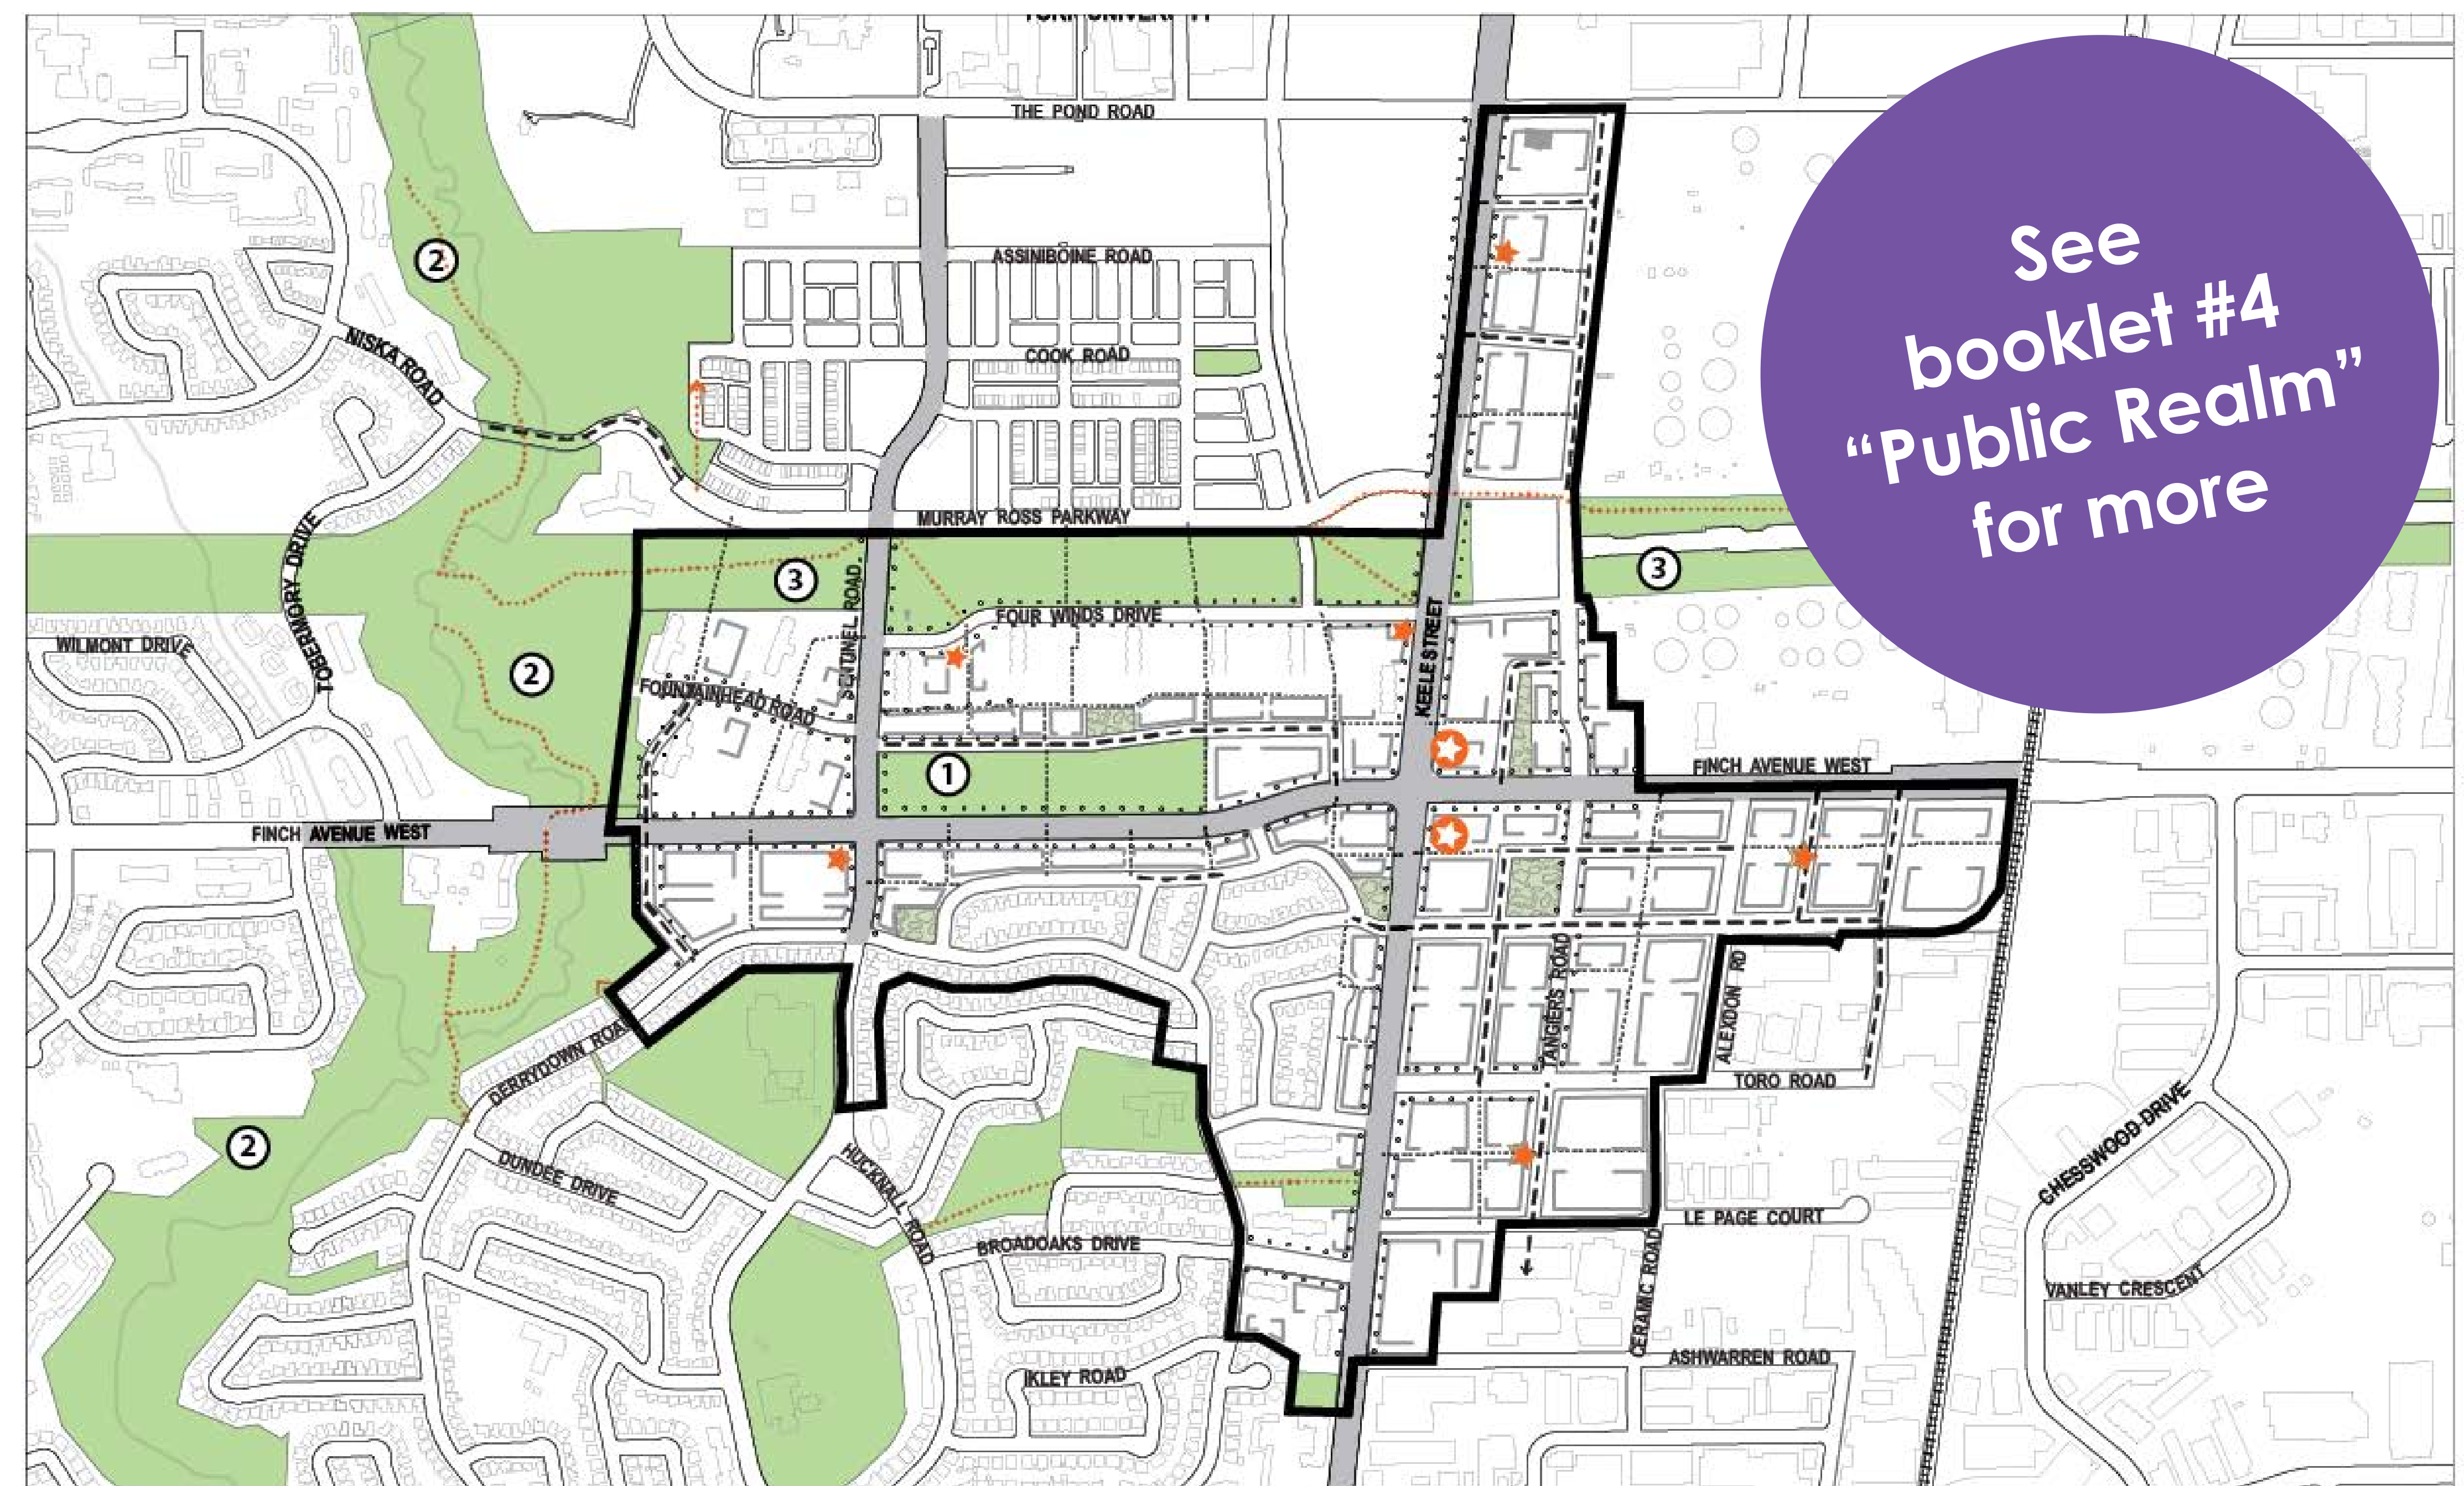 YORK UNIVERSITY
THE POND ROAD
See
booklet #4
“Public Realm”
for more
2
ASSINIBOINE ROAD
NISKA ROAD
COOK ROAD
MURRAY ROSS PARKWAY
TOBERMORY DRIVE
3
SENTINEL ROAD
3
FOUR WINDS DRIVE
KEELE STREET
WILMONT DRIVE
2
FOUNTAINHEAD ROAD
1
FINCH AVENUE WEST
FINCH AVENUE WEST
TANGIERS ROAD
ALEXDON RD
DERRYDOWN ROAD
TORO ROAD
CHESSWOOD DRIVE
2
DUNDEE DRIVE
HUCKNALL ROAD
LE PAGE COURT
BROADOAKS DRIVE
CERAMIC ROAD
VANLEY CRESCENT
IKLEY ROAD
ASHWARREN ROAD